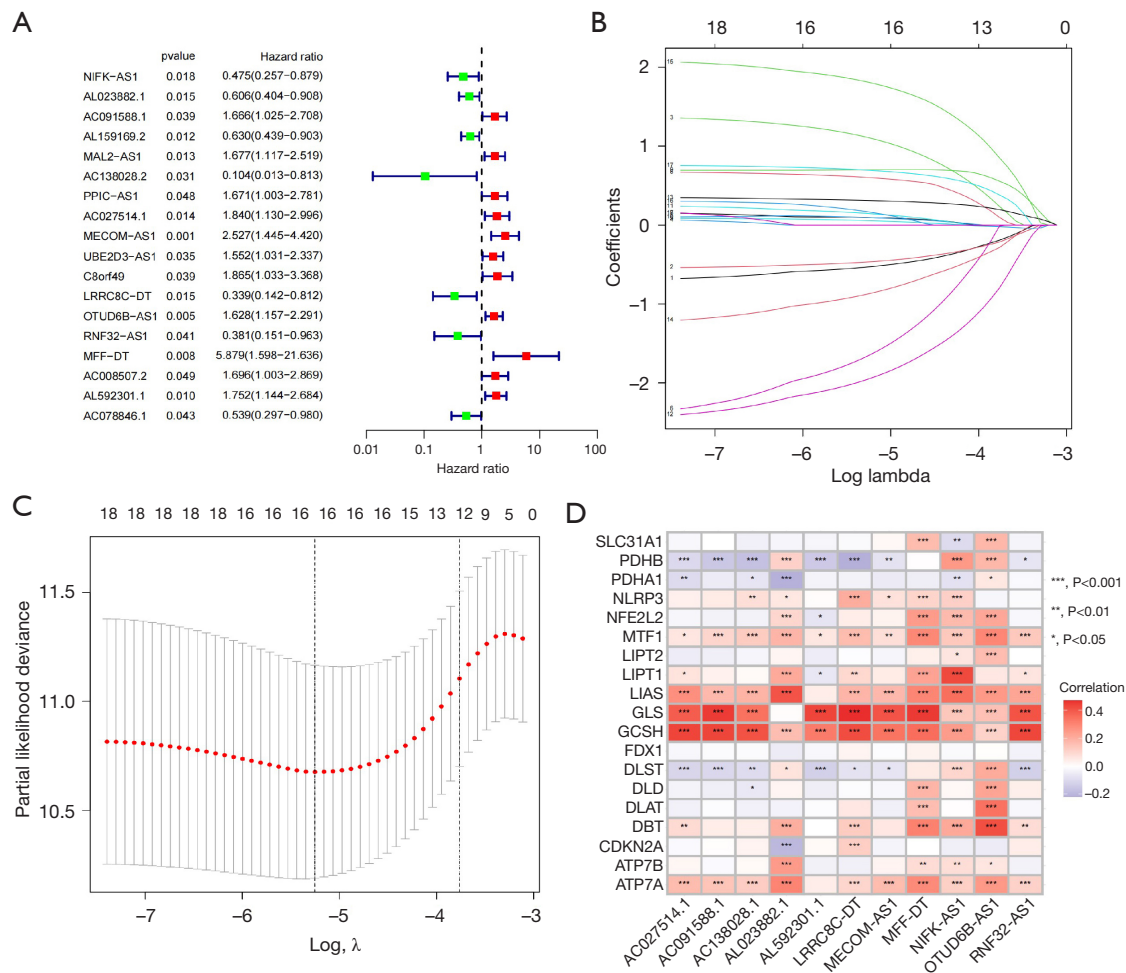 A
pvalue Hazard ratio
NIFK−AS1 0.018 0.475(0.257−0.879)
AL023882.1 0.015 0.606(0.404−0.908)
AC091588.1 0.039 1.666(1.025−2.708)
AL159169.2 0.012 0.630(0.439−0.903)
MAL2−AS1 0.013 1.677(1.117−2.519)
AC138028.2 0.031 0.104(0.013−0.813)
PPIC−AS1 0.048 1.671(1.003−2.781)
AC027514.1 0.014 1.840(1.130−2.996)
MECOM−AS1 0.001 2.527(1.445−4.420)
UBE2D3−AS1 0.035 1.552(1.031−2.337)
C8orf49 0.039 1.865(1.033−3.368)
LRRC8C−DT 0.015 0.339(0.142−0.812)
OTUD6B−AS1 0.005 1.628(1.157−2.291)
RNF32−AS1 0.041 0.381(0.151−0.963)
MFF−DT 0.008 5.879(1.598−21.636)
AC008507.2 0.049 1.696(1.003−2.869)
AL592301.1 0.010 1.752(1.144−2.684)
AC078846.1 0.043 0.539(0.297−0.980)
0.01 0.1 1 10 100
Hazard ratio
B
18 16 16 13 0
Coefficients
2
1
0
−1
−2
15
3
17
2
1
14
6
12
−7 −6 −5 −4 −3
Log lambda
C
18 18 18 18 18 16 16 16 16 16 16 15 13 12 9 5 0
Partial likelihood deviance
11.5
11.0
10.5
−7 −6 −5 −4 −3
Log, λ
D
SLC31A1 *** ** ***
PDHB *** *** *** *** *** *** ** *** *** *
PDHA1 ** * *** ** *
NLRP3 ** * *** * *** ***
NFE2L2 *** * *** *** ***
MTF1 * *** *** *** * *** ** *** *** *** ***
LIPT2 * ***
LIPT1 * *** * ** *** *** *
LIAS *** *** *** *** *** *** *** *** *** ***
GLS *** *** *** *** *** *** *** *** *** ***
GCSH *** *** *** *** *** *** *** *** *** *** ***
FDX1
DLST *** *** ** * *** * * *** *** ***
DLD * *** ***
DLAT *** ***
DBT ** *** *** *** *** *** **
CDKN2A *** ***
ATP7B *** ** ** *
ATP7A *** *** *** *** *** *** *** *** *** ***
AC027514.1 AC091588.1 AC138028.1 AL023882.1 AL592301.1 LRRC8C−DT MECOM−AS1 MFF−DT NIFK−AS1 OTUD6B−AS1 RNF32−AS1
***, P<0.001
**, P<0.01
*, P<0.05
Correlation
0.4
0.2
0.0
−0.2